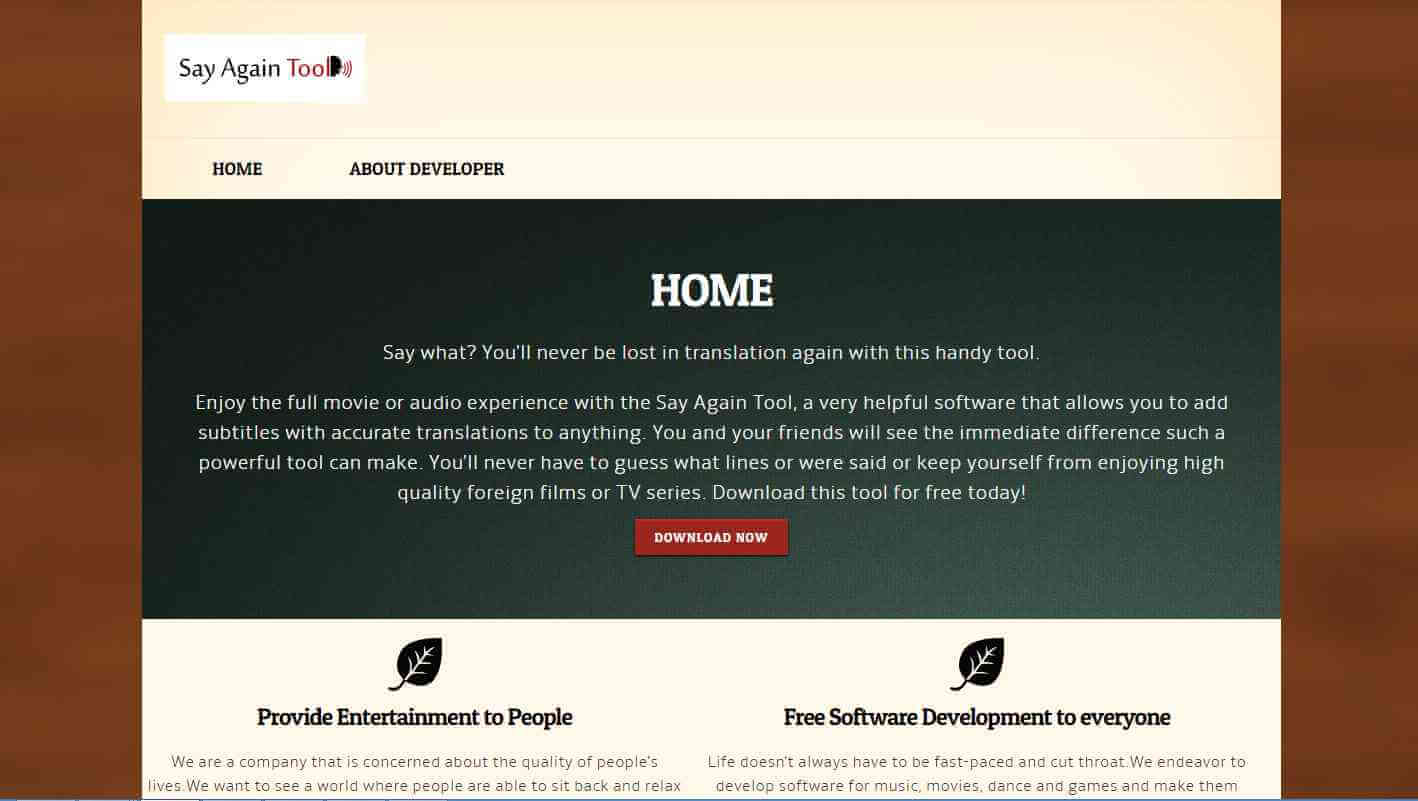 Say Again Tool
HOME
ABOUT DEVELOPER
HOME
Say what? You'll never be lost in translation again with this handy tool.
Enjoy the full movie or audio experience with the Say Again Tool, a very helpful software that allows you to add
subtitles with accurate translations to anything. You and your friends will see the immediate difference such a
powerful tool can make. You'll never have to guess what lines or were said or keep yourself from enjoying high
quality foreign films or TV series. Download this tool for free today!
DOWNLOAD NOW
Provide Entertainment to People
We are a company that is concerned about the quality of people's
lives.We want to see a world where people are able to sit back and relax
Free Software Development to everyone
Life doesn't always have to be fast-paced and cut throat.We endeavor to
develop software for music, movies, dance and games and make them